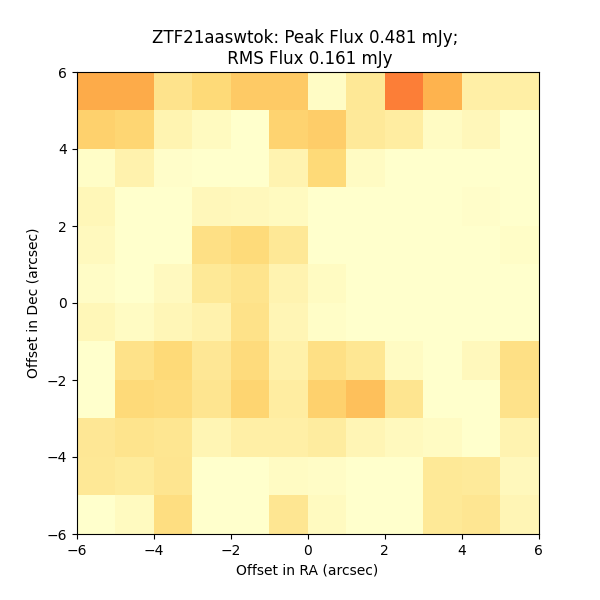 ZTF21aaswtok: Peak Flux 0.481 mJy;
RMS Flux 0.161 mJy
6
4
2
0
−2
−4
−6
Offset in Dec (arcsec)
−6 −4 −2 0 2 4 6
Offset in RA (arcsec)